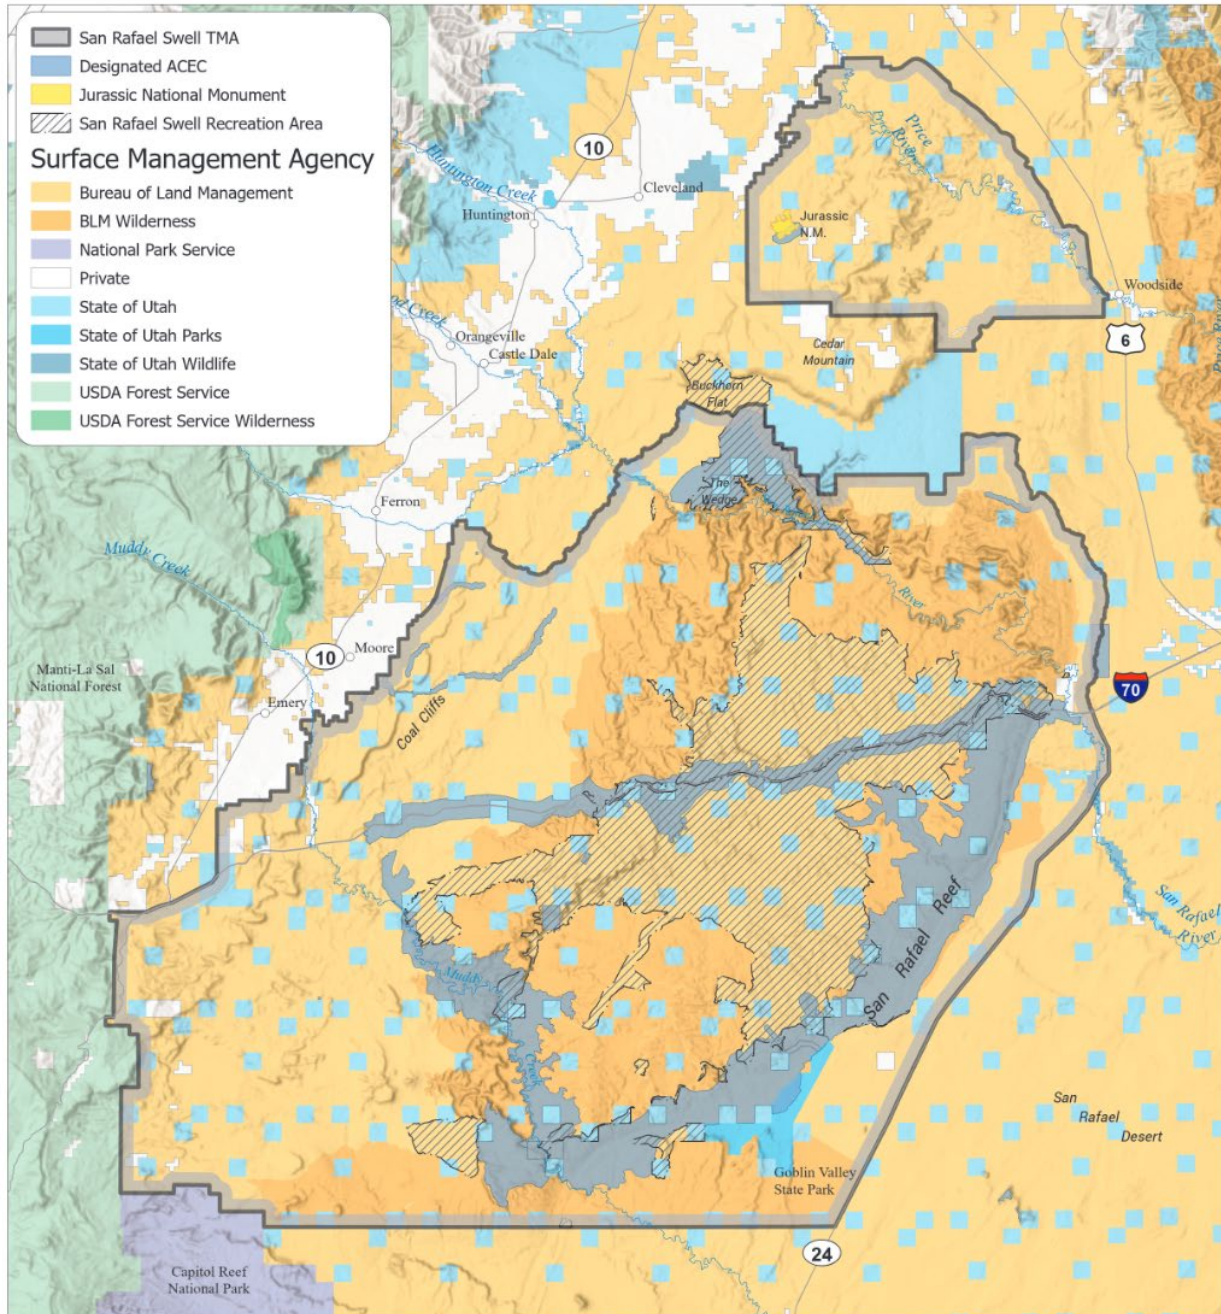 San Rafael Swell TMA
Designated ACEC
Jurassic National Monument
San Rafael Swell Recreation Area
Surface Management Agency
Bureau of Land Management
BLM Wilderness
National Park Service
Private
State of Utah
State of Utah Parks
State of Utah Wildlife
USDA Forest Service
USDA Forest Service Wilderness
10
Huntington Creek
Cleveland
Huntington
Price
River
Jurassic
N.M.
Woodside
6
Creek
Orangeville
Castle Dale
Cedar
Mountain
Buckhorn
Flat
The
Wedge
Ferron
Muddy Creek
River
10
Moore
Manti-La Sal
National Forest
Emery
Coal Cliffs
70
San Rafael Reef
San Rafael
River
Muddy
Creek
San
Rafael
Desert
Goblin Valley
State Park
24
Capitol Reef
National Park